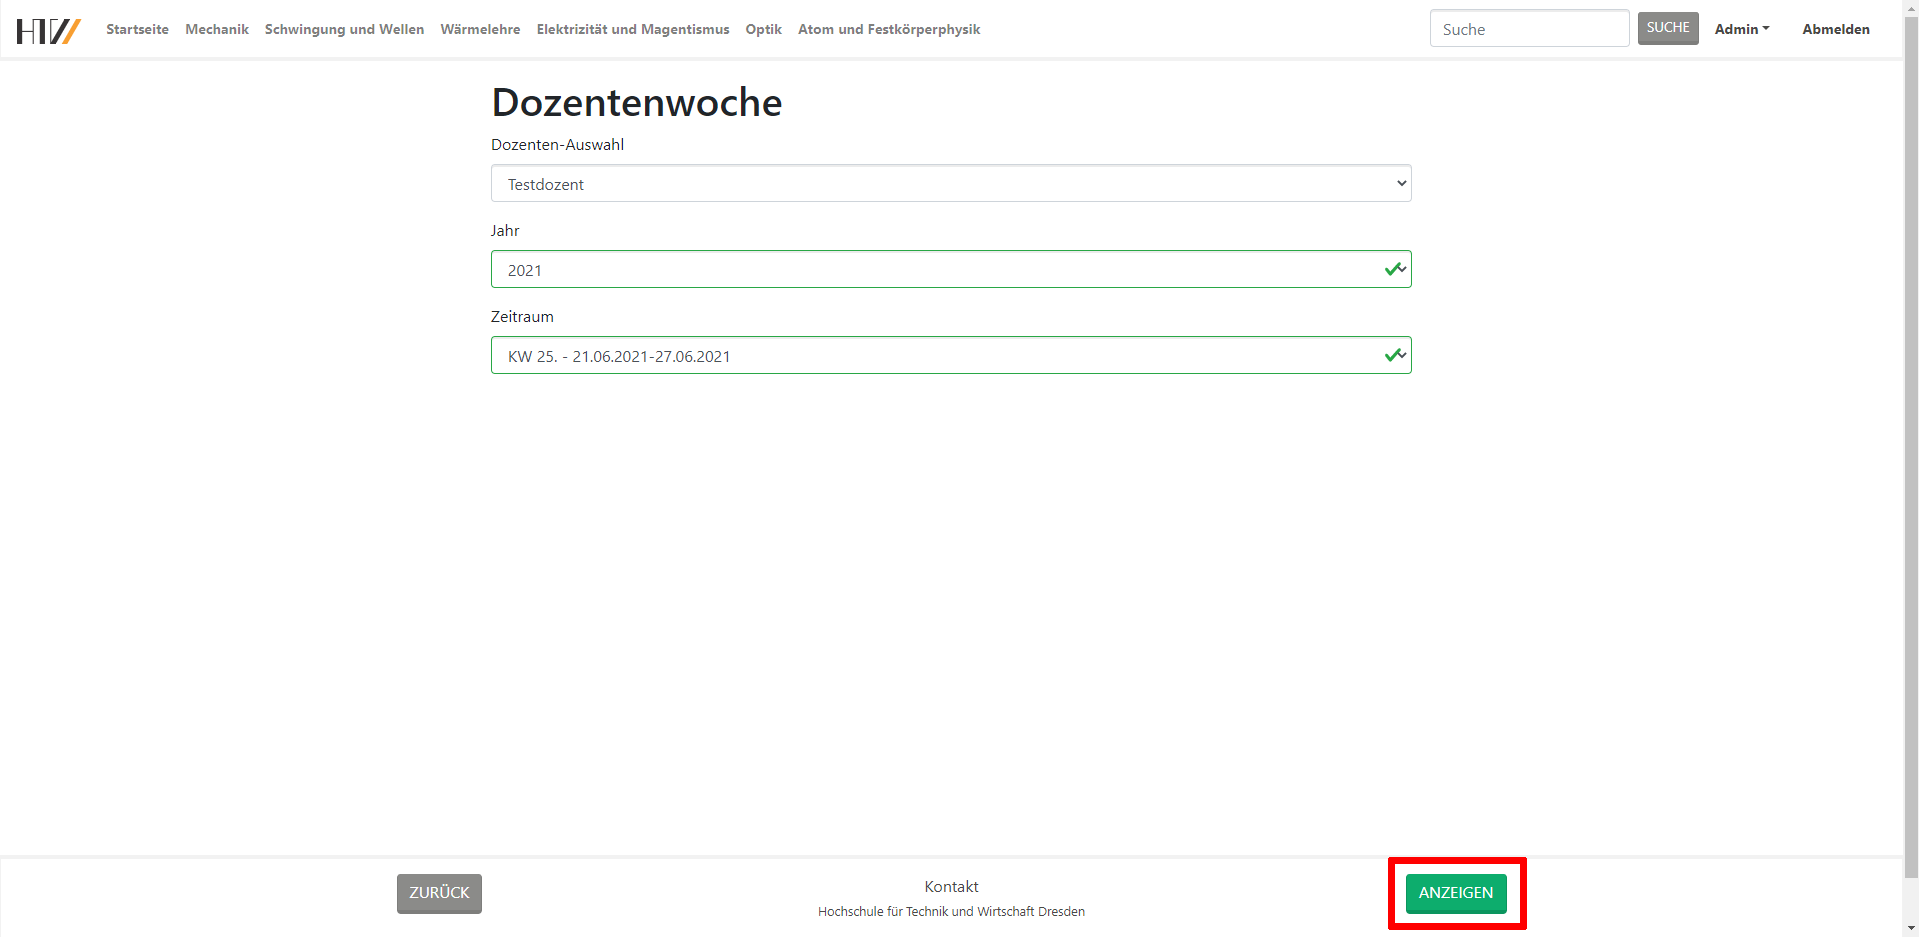 HTW Startseite Mechanik Schwingung und Wellen Wärmelehre Elektrizität und Magentismus Optik Atom und Festkörperphysik Suche SUCHE Admin Abmelden
Dozentenwoche
Dozenten-Auswahl
Testdozent
Jahr
2021
Zeitraum
KW 25. - 21.06.2021-27.06.2021
ZURÜCK Kontakt ANZEIGEN
Hochschule für Technik und Wirtschaft Dresden